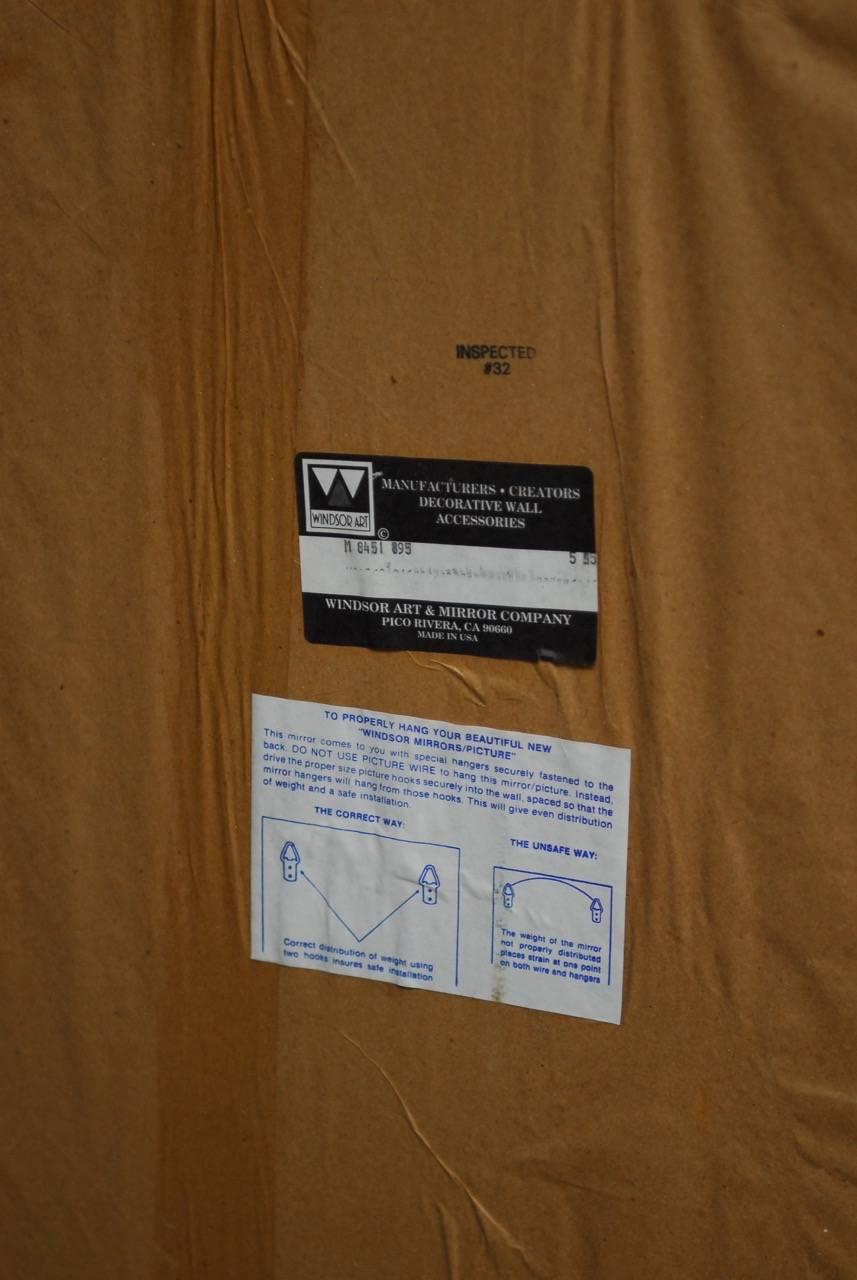 INSPECTED
#32
WINDSOR ART
©
MANUFACTURERS • CREATORS
DECORATIVE WALL
ACCESSORIES
M 8451 895
5 55
WINDSOR ART & MIRROR COMPANY
PICO RIVERA, CA 90660
MADE IN USA
TO PROPERLY HANG YOUR BEAUTIFUL NEW
"WINDSOR MIRRORS/PICTURE"
This mirror comes to you with special hangers securely fastened to the
back. DO NOT USE PICTURE WIRE to hang this mirror/picture. Instead,
drive the proper size picture hooks securely into the wall, spaced so that the
mirror hangers will hang from those hooks. This will give even distribution
of weight and a safe installation.
THE CORRECT WAY:
Correct distribution of weight using
two hooks insures safe installation
THE UNSAFE WAY:
The weight of the mirror
not properly distributed
places strain at one point
on both wire and hangers